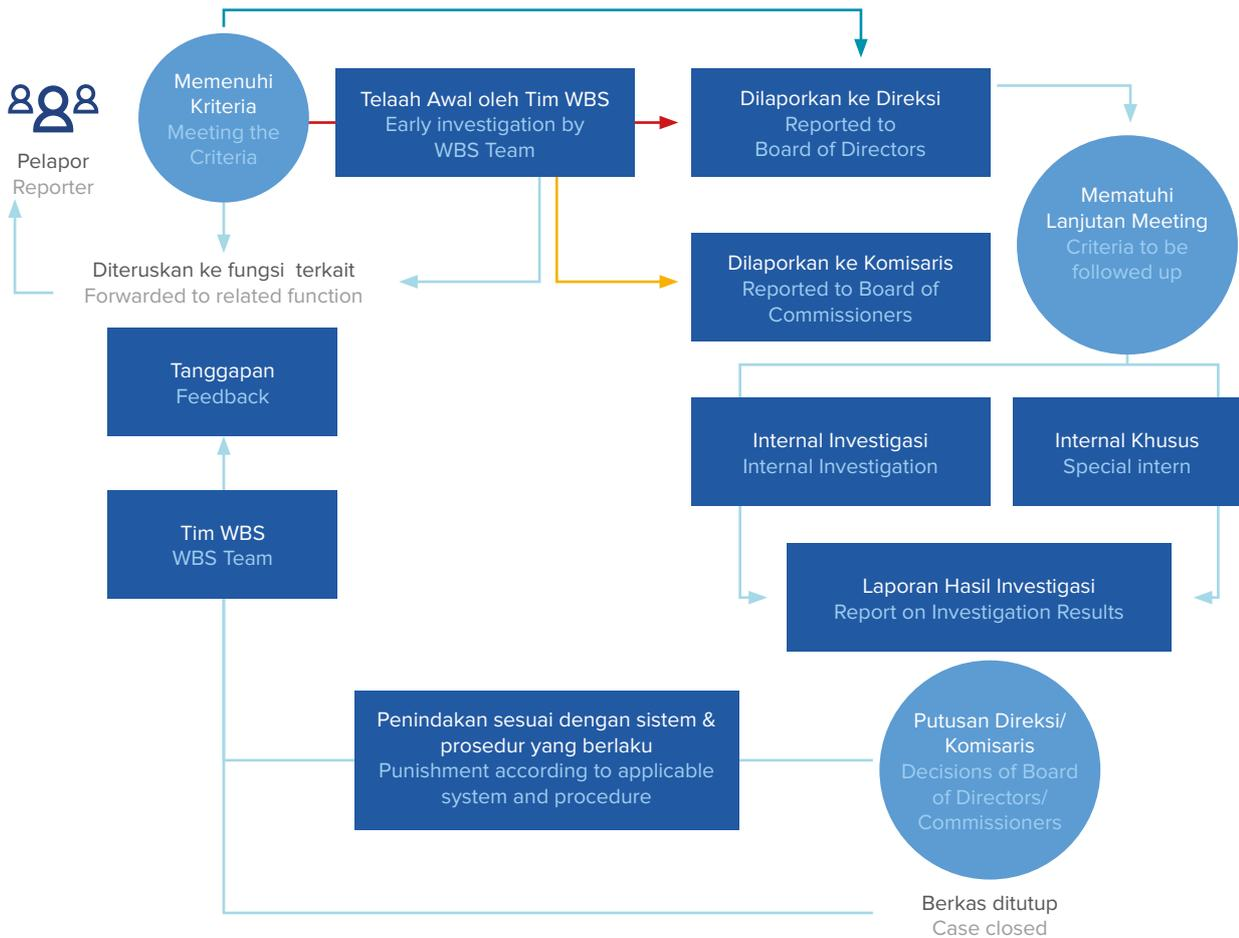 Memenuhi
Kriteria
Meeting the
Criteria
Pelapor
Reporter
Telaah Awal oleh Tim WBS
Early investigation by
WBS Team
Dilaporkan ke Direksi
Reported to
Board of Directors
Mematuhi
Lanjutan Meeting
Criteria to be
followed up
Diteruskan ke fungsi terkait
Forwarded to related function
Dilaporkan ke Komisaris
Reported to Board of
Commissioners
Tanggapan
Feedback
Internal Investigasi
Internal Investigation
Internal Khusus
Special intern
Tim WBS
WBS Team
Laporan Hasil Investigasi
Report on Investigation Results
Penindakan sesuai dengan sistem &
prosedur yang berlaku
Punishment according to applicable
system and procedure
Putusan Direksi/
Komisaris
Decisions of Board
of Directors/
Commissioners
Berkas ditutup
Case closed